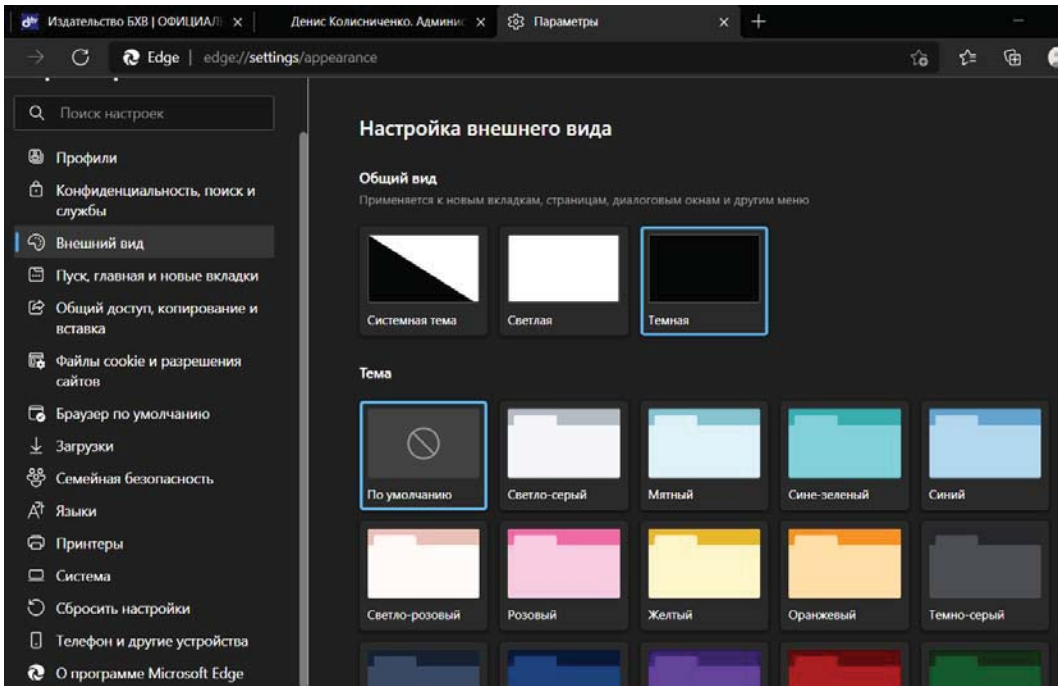 Издательство БХВ | ОФИЦИАЛ
Денис Колисниченко. Админис
Параметры
Edge | edge://settings/appearance
Поиск настроек
Профили
Конфиденциальность, поиск и
службы
Внешний вид
Пуск, главная и новые вкладки
Общий доступ, копирование и
вставка
Файлы cookie и разрешения
сайтов
Браузер по умолчанию
Загрузки
Семейная безопасность
Языки
Принтеры
Система
Сбросить настройки
Телефон и другие устройства
О программе Microsoft Edge
Настройка внешнего вида
Общий вид
Применяется к новым вкладкам, страницам, диалоговым окнам и другим меню
Системная тема
Светлая
Темная
Тема
По умолчанию
Светло-серый
Мятный
Сине-зеленый
Синий
Светло-розовый
Розовый
Желтый
Оранжевый
Темно-серый